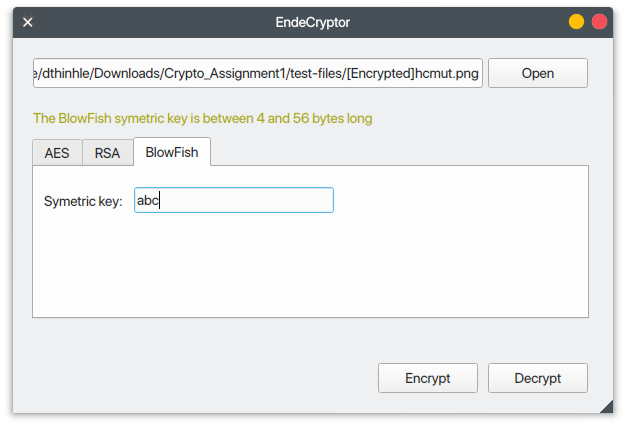 EndeCryptor
e/dthinhle/Downloads/Crypto_Assignment1/test-files/[Encrypted]hcmut.png Open
The BlowFish symetric key is between 4 and 56 bytes long
AES RSA BlowFish
Symetric key: abc
Encrypt Decrypt